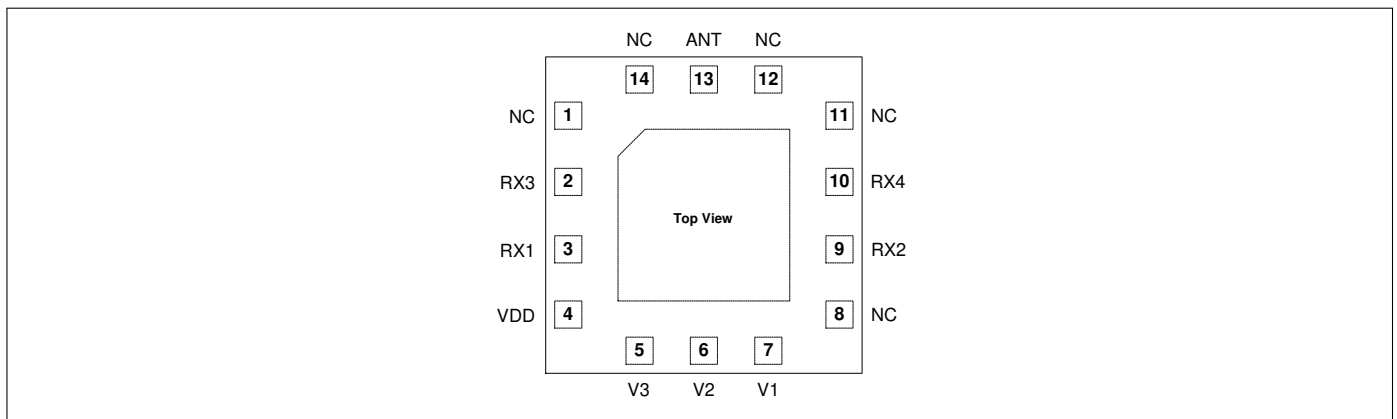 NC ANT NC
14 13 12
NC 1 11 NC
RX3 2 10 RX4
Top View
RX1 3 9 RX2
VDD 4 8 NC
5 6 7
V3 V2 V1